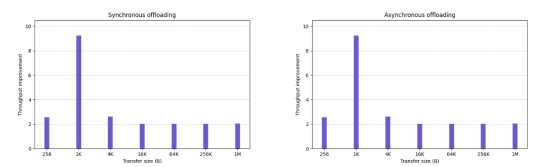 Synchronous offloading
10
8
6
4
2
0
Throughput improvement
256 1K 4K 16K 64K 256K 1M
Transfer size (B)
Asynchronous offloading
10
8
6
4
2
0
Throughput improvement
256 1K 4K 16K 64K 256K 1M
Transfer size (B)